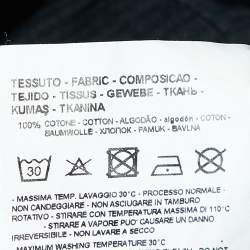 TESSUTO - FABRIC - COMPOSICAO -
TEJIDO - TISSUS - GEWEBE - ТКАНЬ -
KUMAŞ - TKANINA
100% COTONE - COTTON - ALGODÃO - algodón - COTON -
BAUMWOLLE - ХЛОПОК - PAMUK - BAVLNA
30
- MASSIMA TEMP. LAVAGGIO 30°C - PROCESSO NORMALE -
NON CANDEGGIARE - NON ASCIUGARE IN TAMBURO
ROTATIVO - STIRARE CON TEMPERATURA MASSIMA DI 110°C
- STIRARE A VAPORE PUO' CAUSARE UN DANNO
IRREVERSIBILE - NON LAVARE A SECCO
MAXIMUM WASHING TEMPERATURE 30°C